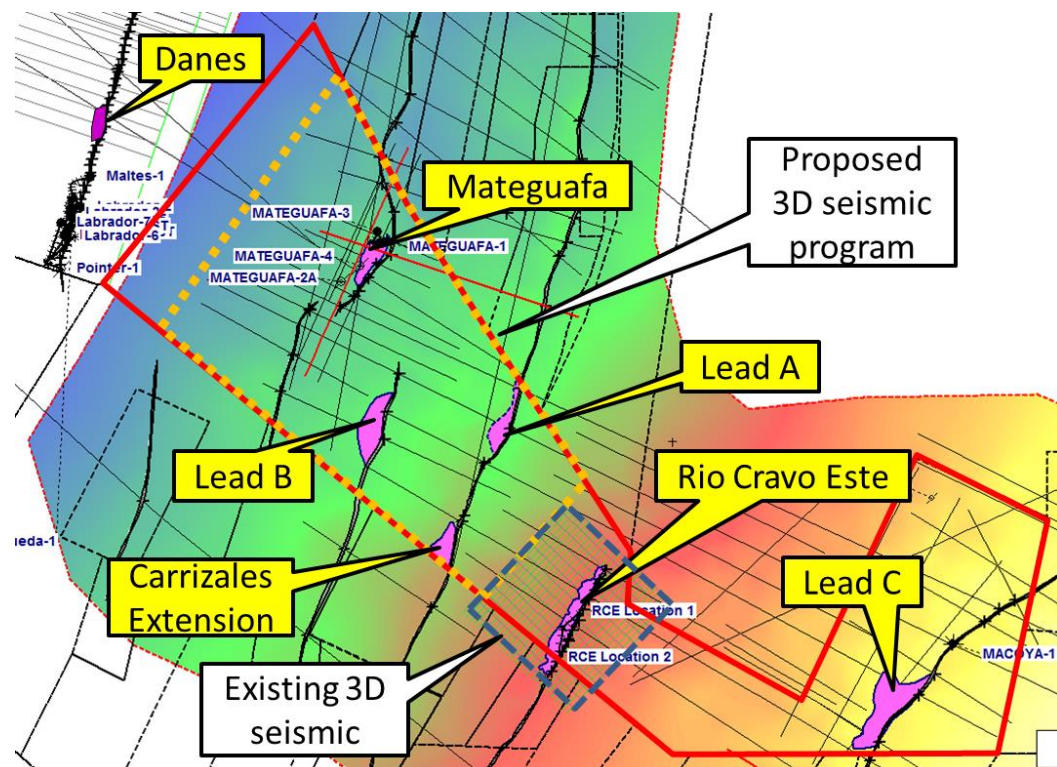 Danes
Maltes-1
Labrador-7
Labrador-6
Pointer-1
MATEGUAFA-3
Mateguafa
MATEGUAFA-1
MATEGUAFA-4
MATEGUAFA-2A
Proposed
3D seismic
program
Lead A
Lead B
Rio Cravo Este
ueda-1
Carrizales
Extension
RCE Location 1
RCE Location 2
Lead C
MACOYA-1
Existing 3D
seismic